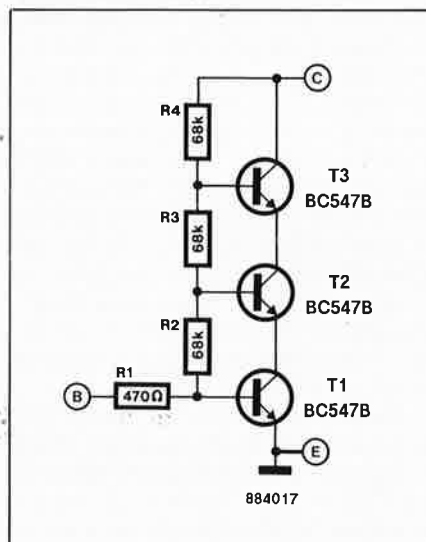 C
R4
68k
T3
BC547B
R3
68k
T2
BC547B
R2
68k
R1
T1
B
470Ω
BC547B
E
884017